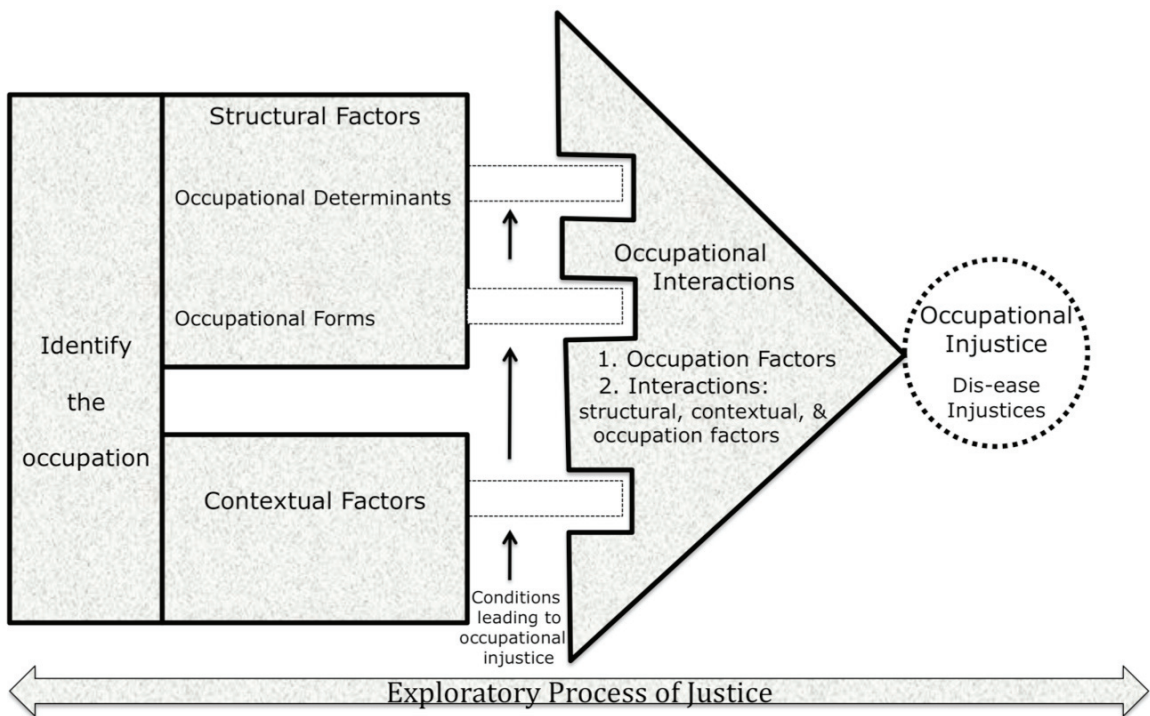 Identify
the
occupation
Structural Factors
Occupational Determinants
Occupational Forms
Contextual Factors
Conditions
leading to
occupational
injustice
Occupational
Interactions
1. Occupation Factors
2. Interactions:
structural, contextual, &
occupation factors
Occupational
Injustice
Dis-ease
Injustices
Exploratory Process of Justice